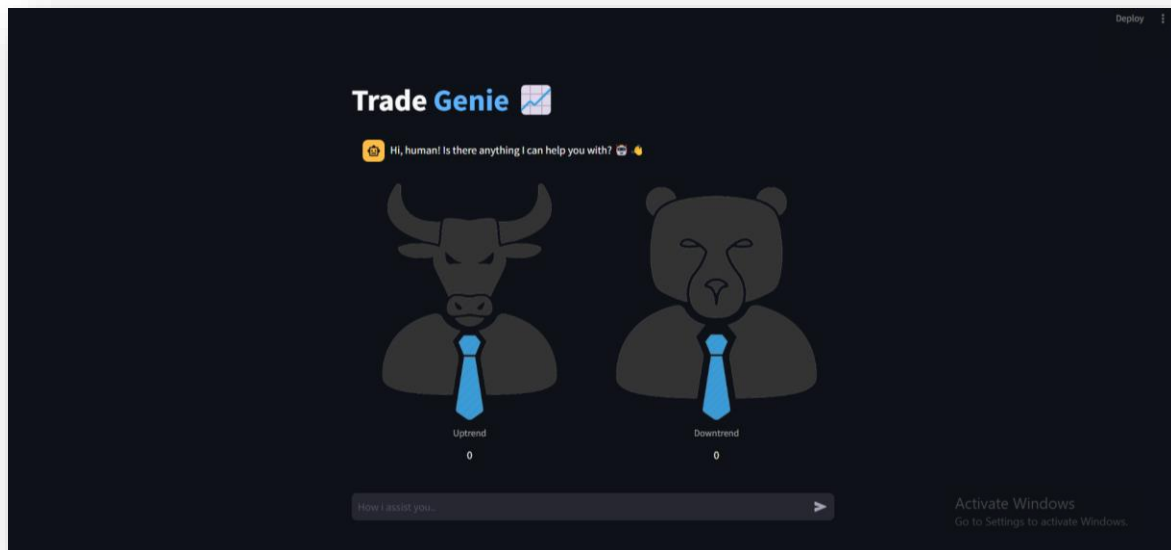 Deploy
Trade Genie
Hi, human! Is there anything I can help you with?
Uptrend
Downtrend
0
0
How i assist you..
Activate Windows
Go to Settings to activate Windows.